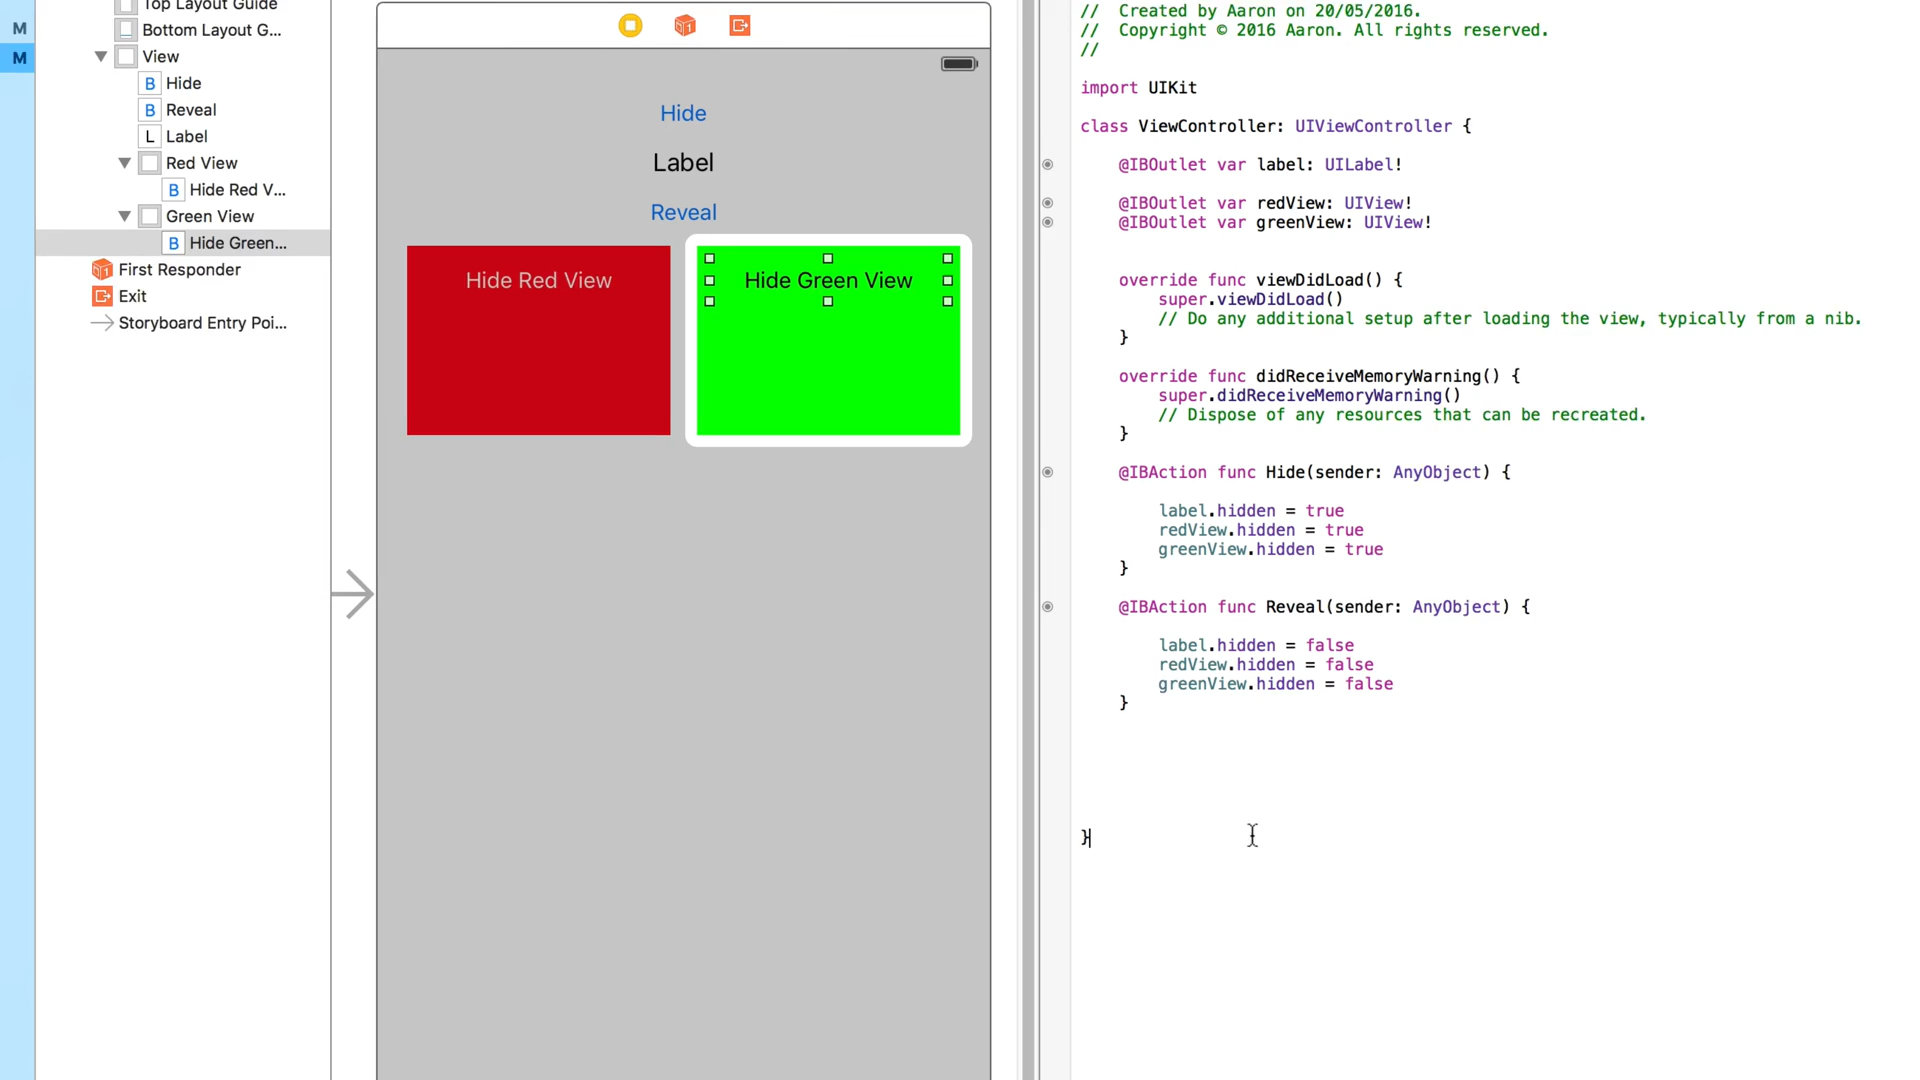 M
M
Top Layout Guide
Bottom Layout G...
View
B Hide
B Reveal
L Label
Red View
B Hide Red V...
Green View
B Hide Green...
First Responder
Exit
Storyboard Entry Poi...
Hide
Label
Reveal
Hide Red View
Hide Green View
//  Created by Aaron on 20/05/2016.
//  Copyright © 2016 Aaron. All rights reserved.
//
import UIKit
class ViewController: UIViewController {
@IBOutlet var label: UILabel!
@IBOutlet var redView: UIView!
@IBOutlet var greenView: UIView!
override func viewDidLoad() {
super.viewDidLoad()
// Do any additional setup after loading the view, typically from a nib.
}
override func didReceiveMemoryWarning() {
super.didReceiveMemoryWarning()
// Dispose of any resources that can be recreated.
}
@IBAction func Hide(sender: AnyObject) {
label.hidden = true
redView.hidden = true
greenView.hidden = true
}
@IBAction func Reveal(sender: AnyObject) {
label.hidden = false
redView.hidden = false
greenView.hidden = false
}
}